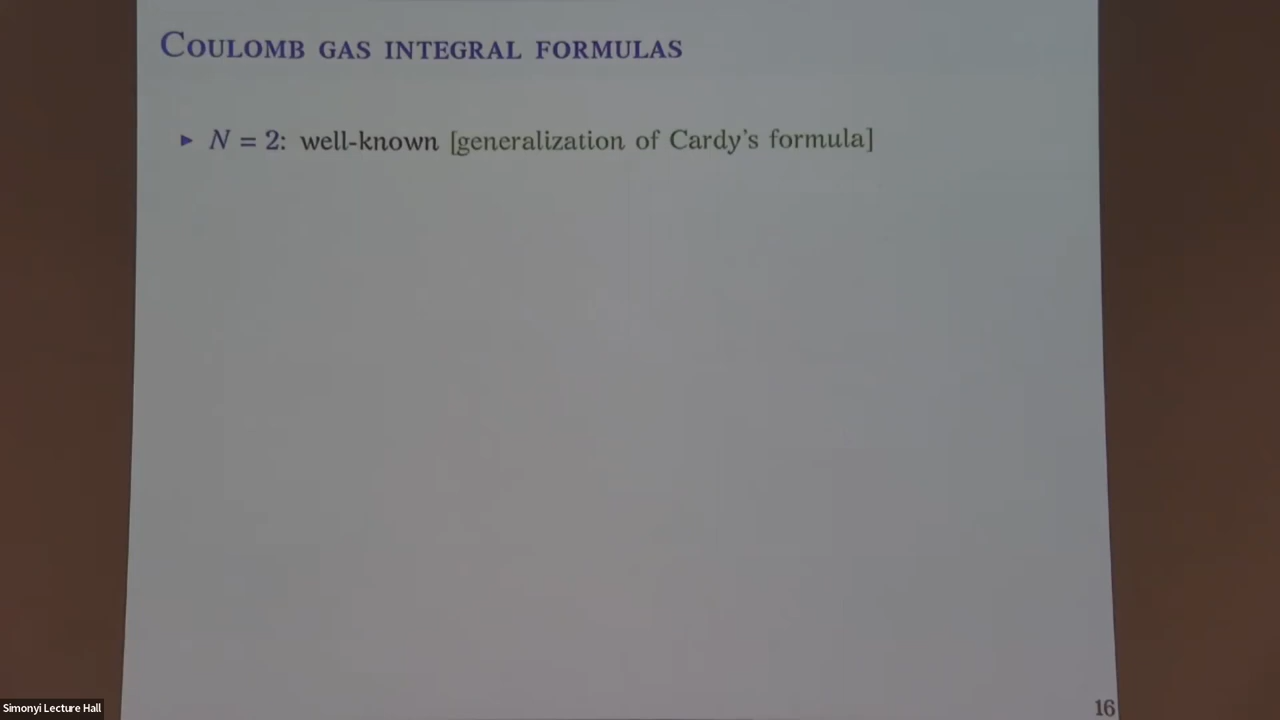 COULOMB GAS INTEGRAL FORMULAS
► N = 2: well-known [generalization of Cardy's formula]
16
Simonyi Lecture Hall